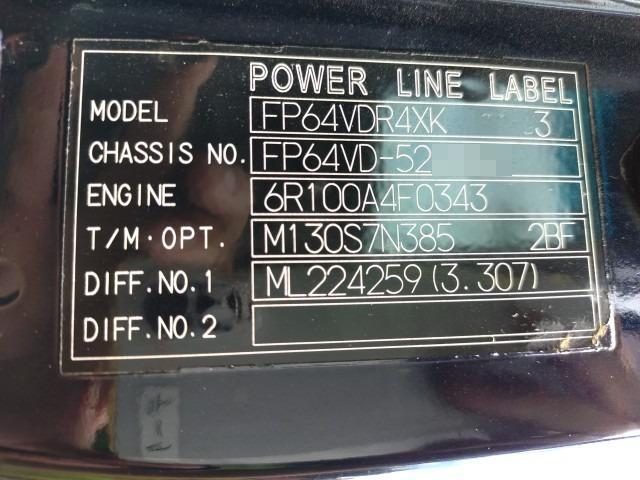 POWER LINE LABEL
MODEL FP64VDR4XK 3
CHASSIS NO. FP64VD-52
ENGINE 6R100A4F0343
T/M·OPT. M130S7N385 2BF
DIFF.NO.1 ML224259(3.307)
DIFF.NO.2